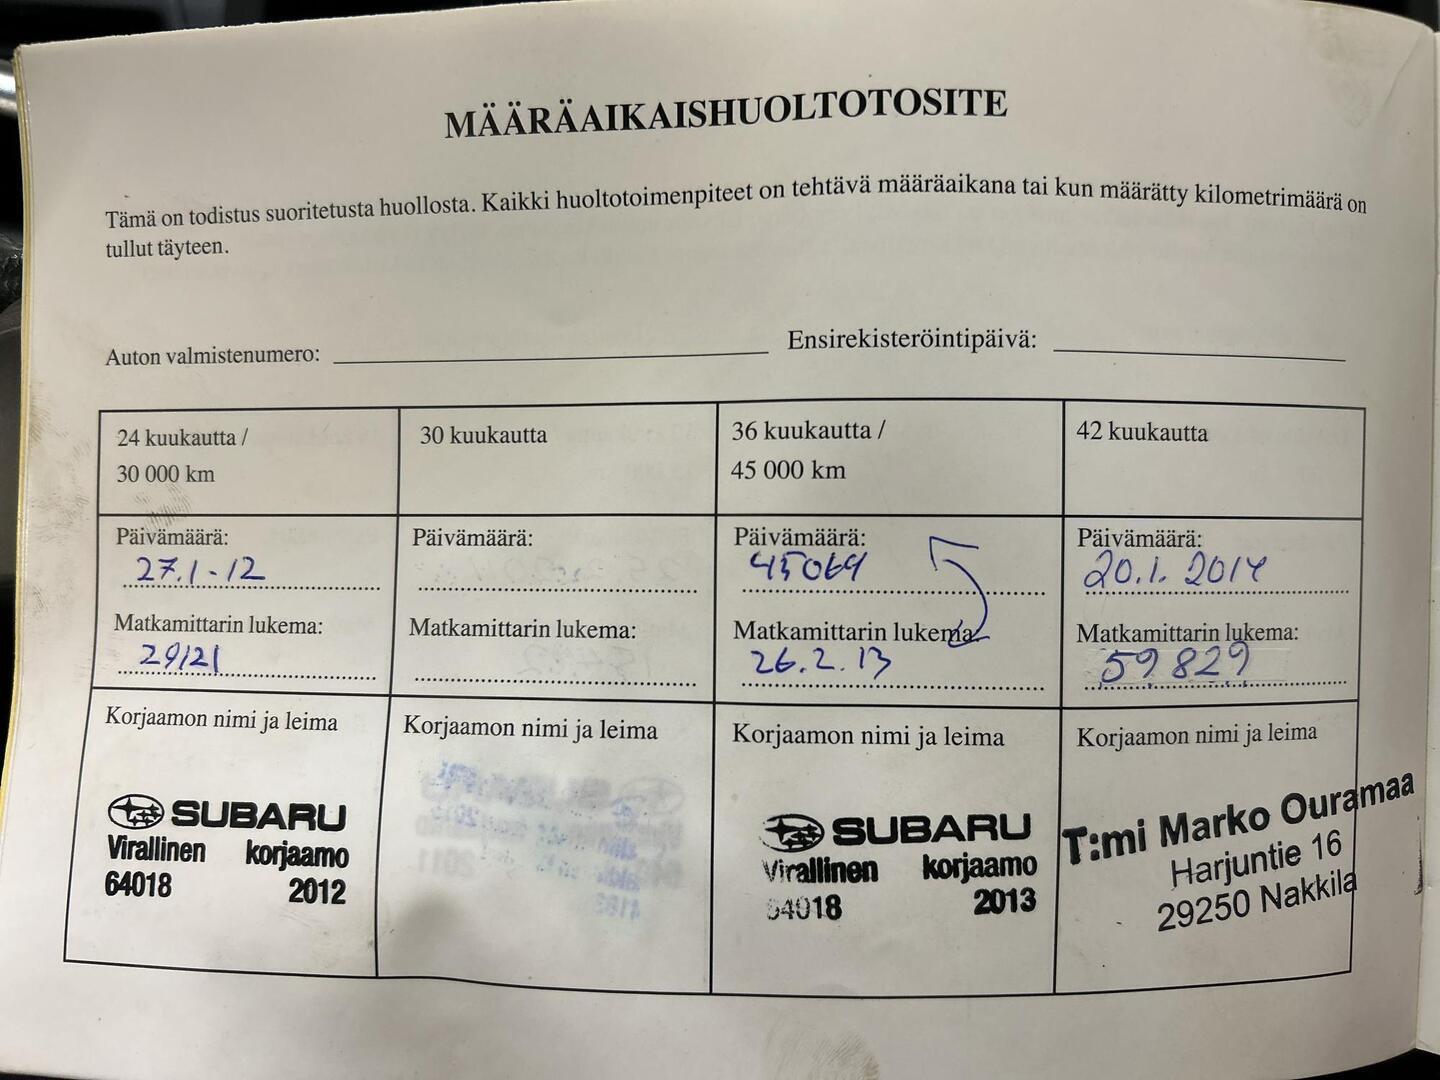 MÄÄRÄAIKAISHUOLTOTOSITE
Tämä on todistus suoritetusta huollosta. Kaikki huoltotoimenpiteet on tehtävä määräaikana tai kun määrätty kilometrimäärä on
tullut täyteen.
Auton valmistenumero:
Ensirekisteröintipäivä:
24 kuukautta /
30 000 km
30 kuukautta
36 kuukautta /
45 000 km
42 kuukautta
Päivämäärä:
27.1-12
Päivämäärä:
Päivämäärä:
45064
Päivämäärä:
20.1. 2014
Matkamittarin lukema:
29121
Matkamittarin lukema:
Matkamittarin lukema
26.2.13
Matkamittarin lukema:
59829
Korjaamon nimi ja leima
SUBARU
Virallinen korjaamo
64018 2012
Korjaamon nimi ja leima
Korjaamon nimi ja leima
SUBARU
Virallinen korjaamo
64018 2013
Korjaamon nimi ja leima
T:mi Marko Ouramaa
Harjuntie 16
29250 Nakkila